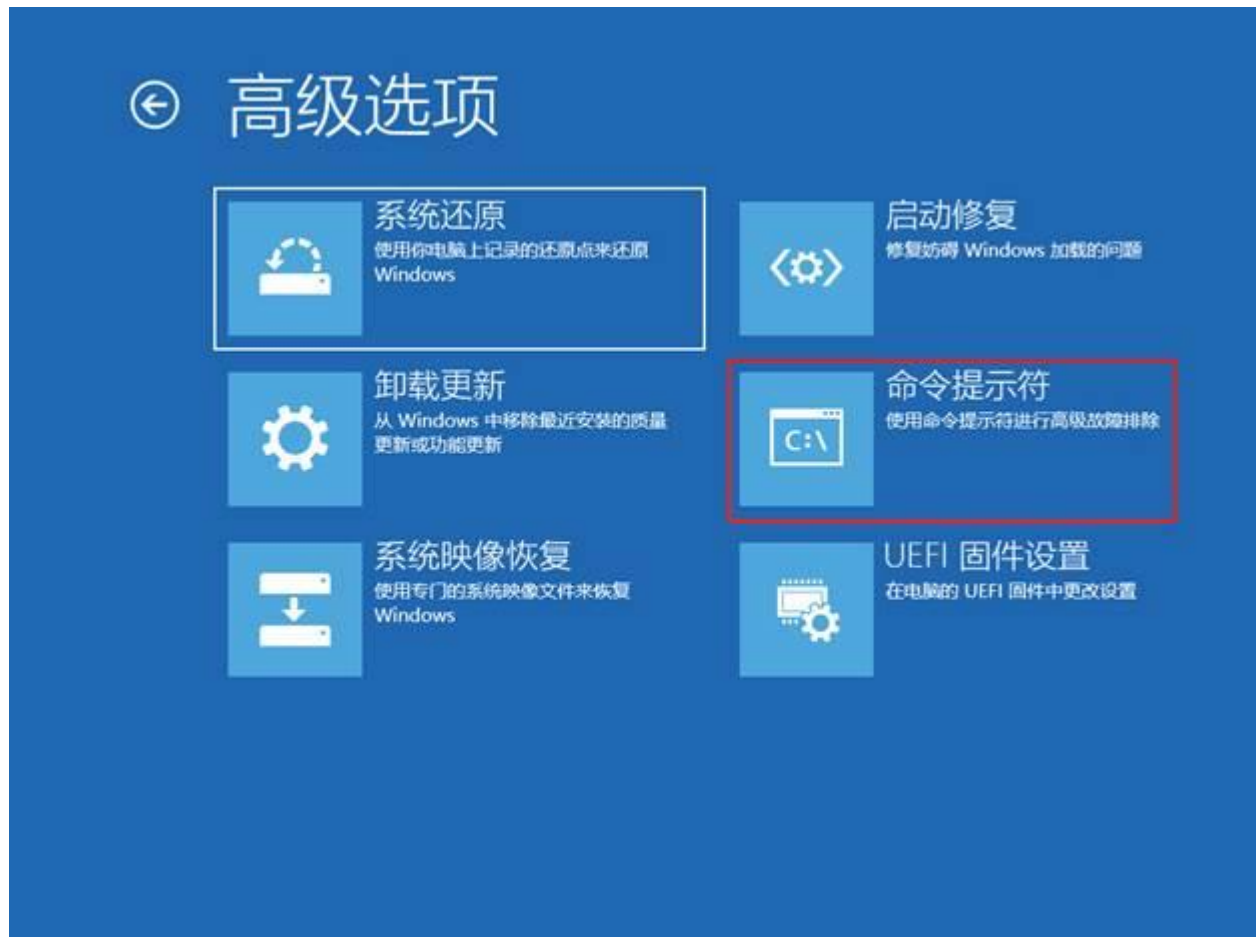 高级选项
系统还原
使用你电脑上记录的还原点来还原
Windows
启动修复
修复妨碍 Windows 加载的问题
卸载更新
从 Windows 中移除最近安装的质量
更新或功能更新
C:\
命令提示符
使用命令提示符进行高级故障排除
系统映像恢复
使用专门的系统映像文件来恢复
Windows
UEFI 固件设置
在电脑的 UEFI 固件中更改设置